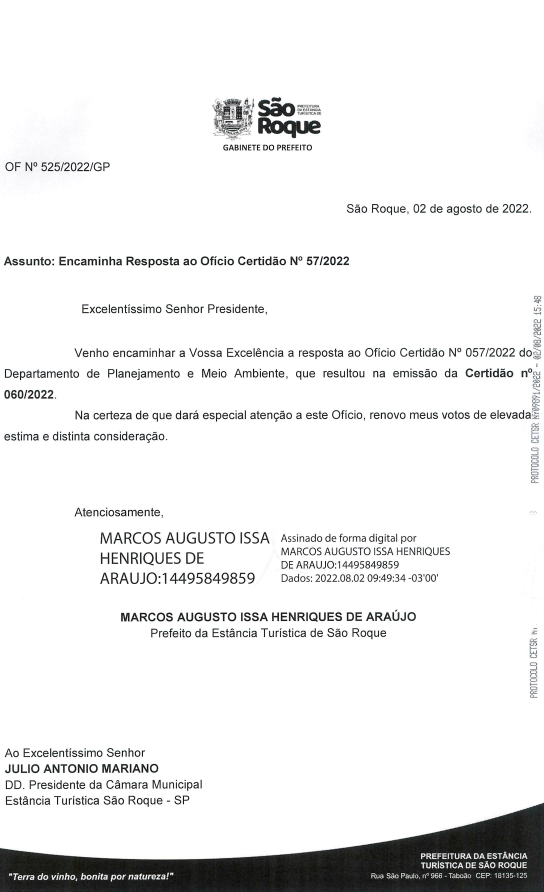 São Roque
PREFEITURA DA ESTÂNCIA TURÍSTICA DE
GABINETE DO PREFEITO
OF Nº 525/2022/GP
São Roque, 02 de agosto de 2022.
Assunto: Encaminha Resposta ao Ofício Certidão Nº 57/2022
Excelentíssimo Senhor Presidente,
Venho encaminhar a Vossa Excelência a resposta ao Ofício Certidão Nº 057/2022 do
Departamento de Planejamento e Meio Ambiente, que resultou na emissão da Certidão nº
060/2022.
Na certeza de que dará especial atenção a este Ofício, renovo meus votos de elevada
estima e distinta consideração.
Atenciosamente,
MARCOS AUGUSTO ISSA
HENRIQUES DE
ARAUJO:14495849859
Assinado de forma digital por
MARCOS AUGUSTO ISSA HENRIQUES
DE ARAUJO:14495849859
Dados: 2022.08.02 09:49:34 -03'00'
MARCOS AUGUSTO ISSA HENRIQUES DE ARAÚJO
Prefeito da Estância Turística de São Roque
Ao Excelentíssimo Senhor
JULIO ANTONIO MARIANO
DD. Presidente da Câmara Municipal
Estância Turística São Roque - SP
PROTOCOLO CETSR - 02/08/2022 15:48
PROTOCOLO CETSR
"Terra do vinho, bonita por natureza!"
PREFEITURA DA ESTÂNCIA
TURÍSTICA DE SÃO ROQUE
Rua São Paulo, nº 966 - Taboão CEP: 18135-125